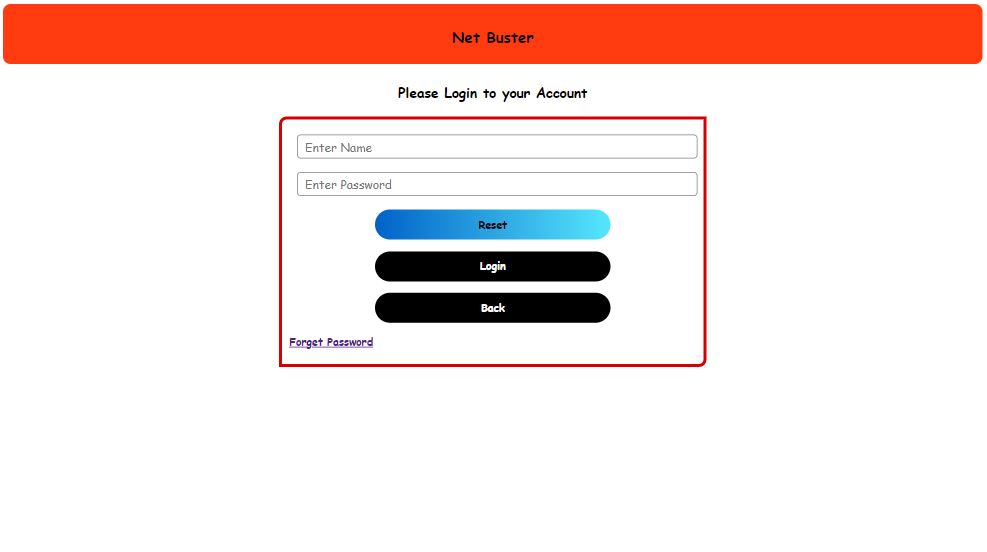 Net Buster
Please Login to your Account
Enter Name
Enter Password
Reset
Login
Back
Forget Password